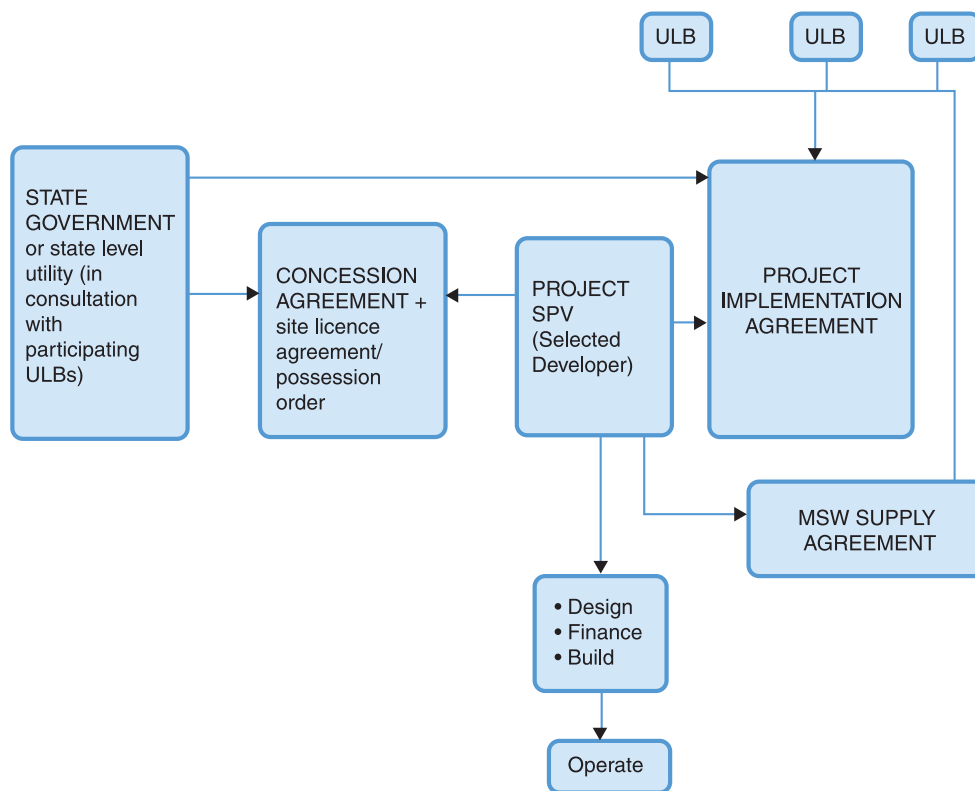 ULB
ULB
ULB
STATE
GOVERNMENT
or state level
utility (in
consultation
with
participating
ULBs)
CONCESSION
AGREEMENT +
site licence
agreement/
possession
order
PROJECT
SPV
(Selected
Developer)
PROJECT
IMPLEMENTATION
AGREEMENT
MSW SUPPLY
AGREEMENT
• Design
• Finance
• Build
Operate